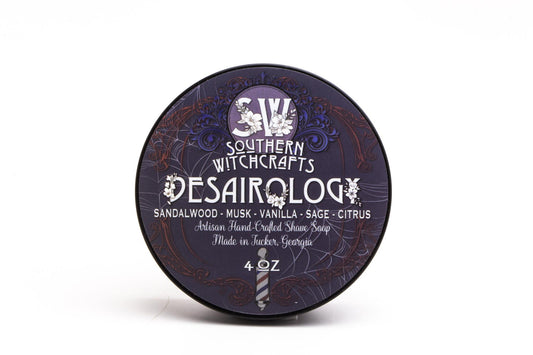 SW
SOUTHERN
WITCHCRAFTS
DESAIROLOGY
SANDALWOOD - MUSK - VANILLA - SAGE - CITRUS
Artisan Hand-Crafted Shave Soap
Made in Tucker, Georgia
4 OZ